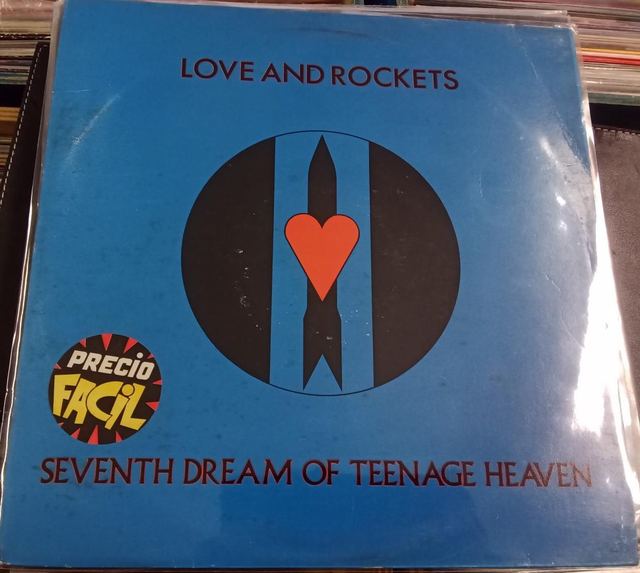 LOVE AND ROCKETS
PRECIO
FACIL
SEVENTH DREAM OF TEENAGE HEAVEN